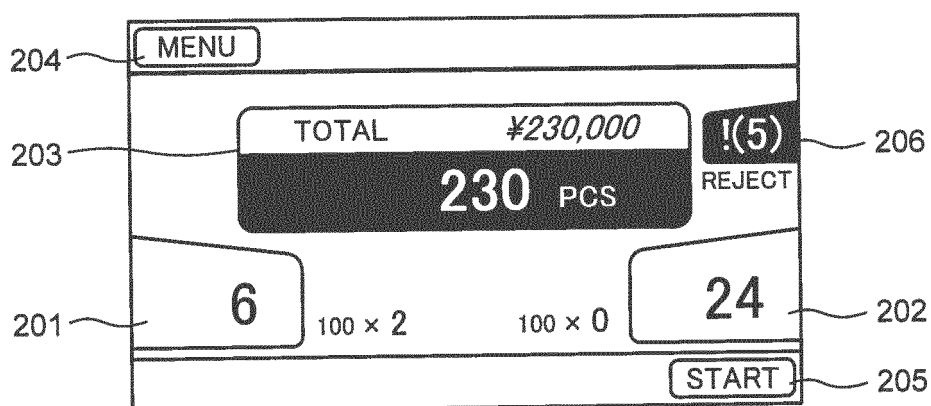 204 MENU
TOTAL ¥230,000
203
!(5)
206
230 PCS
REJECT
201
6
100 × 2
100 × 0
24
202
START
205